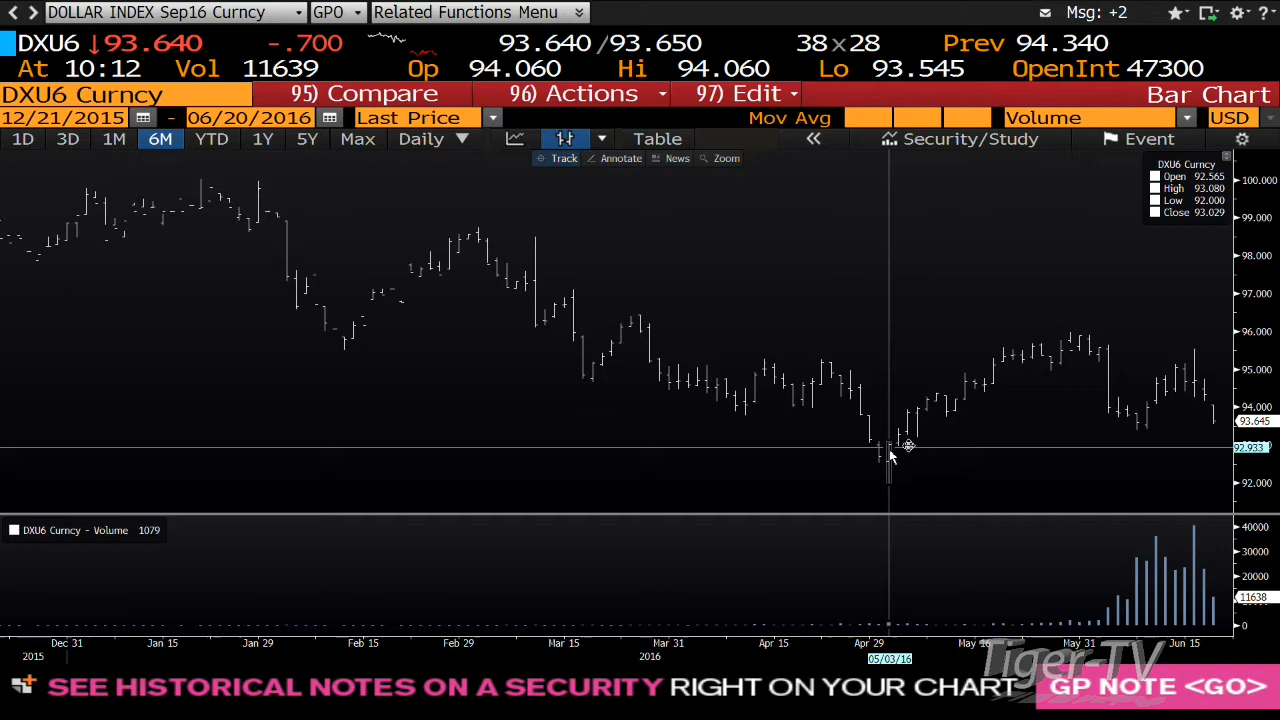 DOLLAR INDEX Sep16 Curncy GPO Related Functions Menu Msg: +2
DXU6 ↓93.640 -.700 93.640/93.650 38×28 Prev 94.340
At 10:12 Vol 11639 Op 94.060 Hi 94.060 Lo 93.545 OpenInt 47300
DXU6 Curncy 95) Compare 96) Actions 97) Edit Bar Chart
12/21/2015 - 06/20/2016 Last Price Mov Avg Volume USD
1D 3D 1M 6M YTD 1Y 5Y Max Daily ▼ Table « Security/Study Event
Track Annotate News Zoom
DXU6 Curncy
Open 92.565
High 93.080
Low 92.000
Close 93.029
100.000
99.000
98.000
97.000
96.000
95.000
94.000
93.645
92.933
92.000
DXU6 Curncy - Volume 1079
40000
30000
20000
11638
0
Dec 31 Jan 15 Jan 29 Feb 15 Feb 29 Mar 15 Mar 31 Apr 15 Apr 29 May 16 May 31 Jun 15
2015 2016 05/03/16
Tiger-TV
SEE HISTORICAL NOTES ON A SECURITY RIGHT ON YOUR CHART GP NOTE <GO>